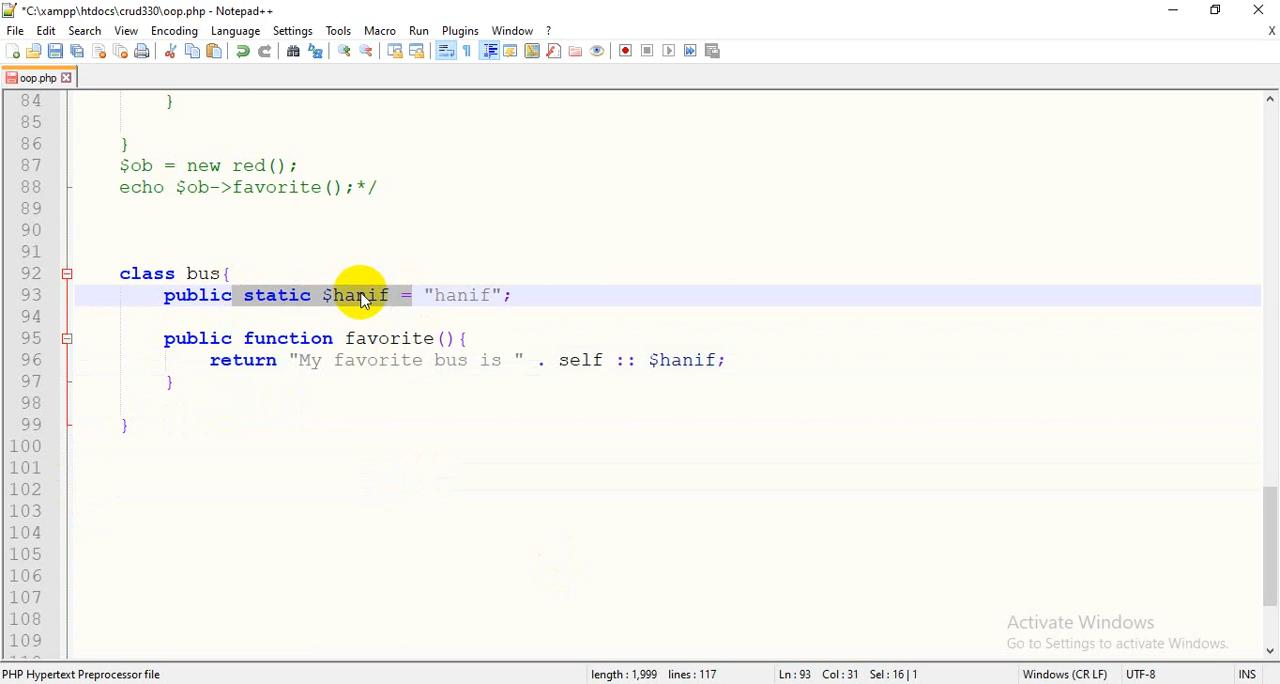 *C:\xampp\htdocs\crud330\oop.php - Notepad++
File Edit Search View Encoding Language Settings Tools Macro Run Plugins Window ? X
oop.php
84 }
85
86 }
87 $ob = new red();
88 echo $ob->favorite();*/
89
90
91
92 class bus{
93 public static $hanif = "hanif";
94
95 public function favorite(){
96 return "My favorite bus is " . self :: $hanif;
97 }
98
99 }
100
101
102
103
104
105
106
107
108
109
Activate Windows
Go to Settings to activate Windows.
PHP Hypertext Preprocessor file length : 1,999 lines : 117 Ln : 93 Col : 31 Sel : 16 | 1 Windows (CR LF) UTF-8 INS